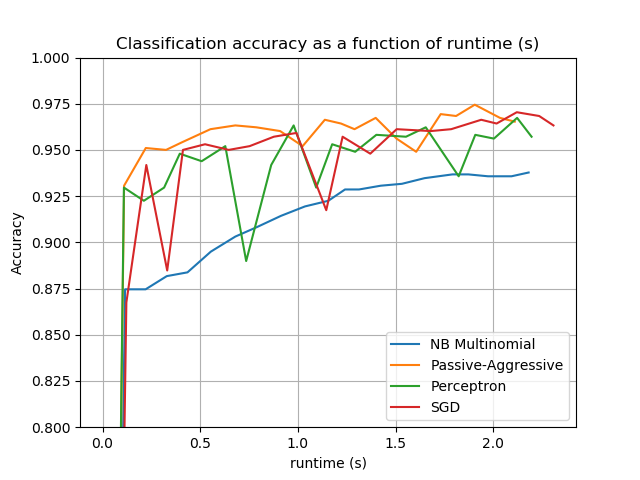 Classification accuracy as a function of runtime (s)
1.000
0.975
0.950
0.925
0.900
0.875
0.850
0.825
0.800
Accuracy
NB Multinomial
Passive-Aggressive
Perceptron
SGD
0.0 0.5 1.0 1.5 2.0
runtime (s)